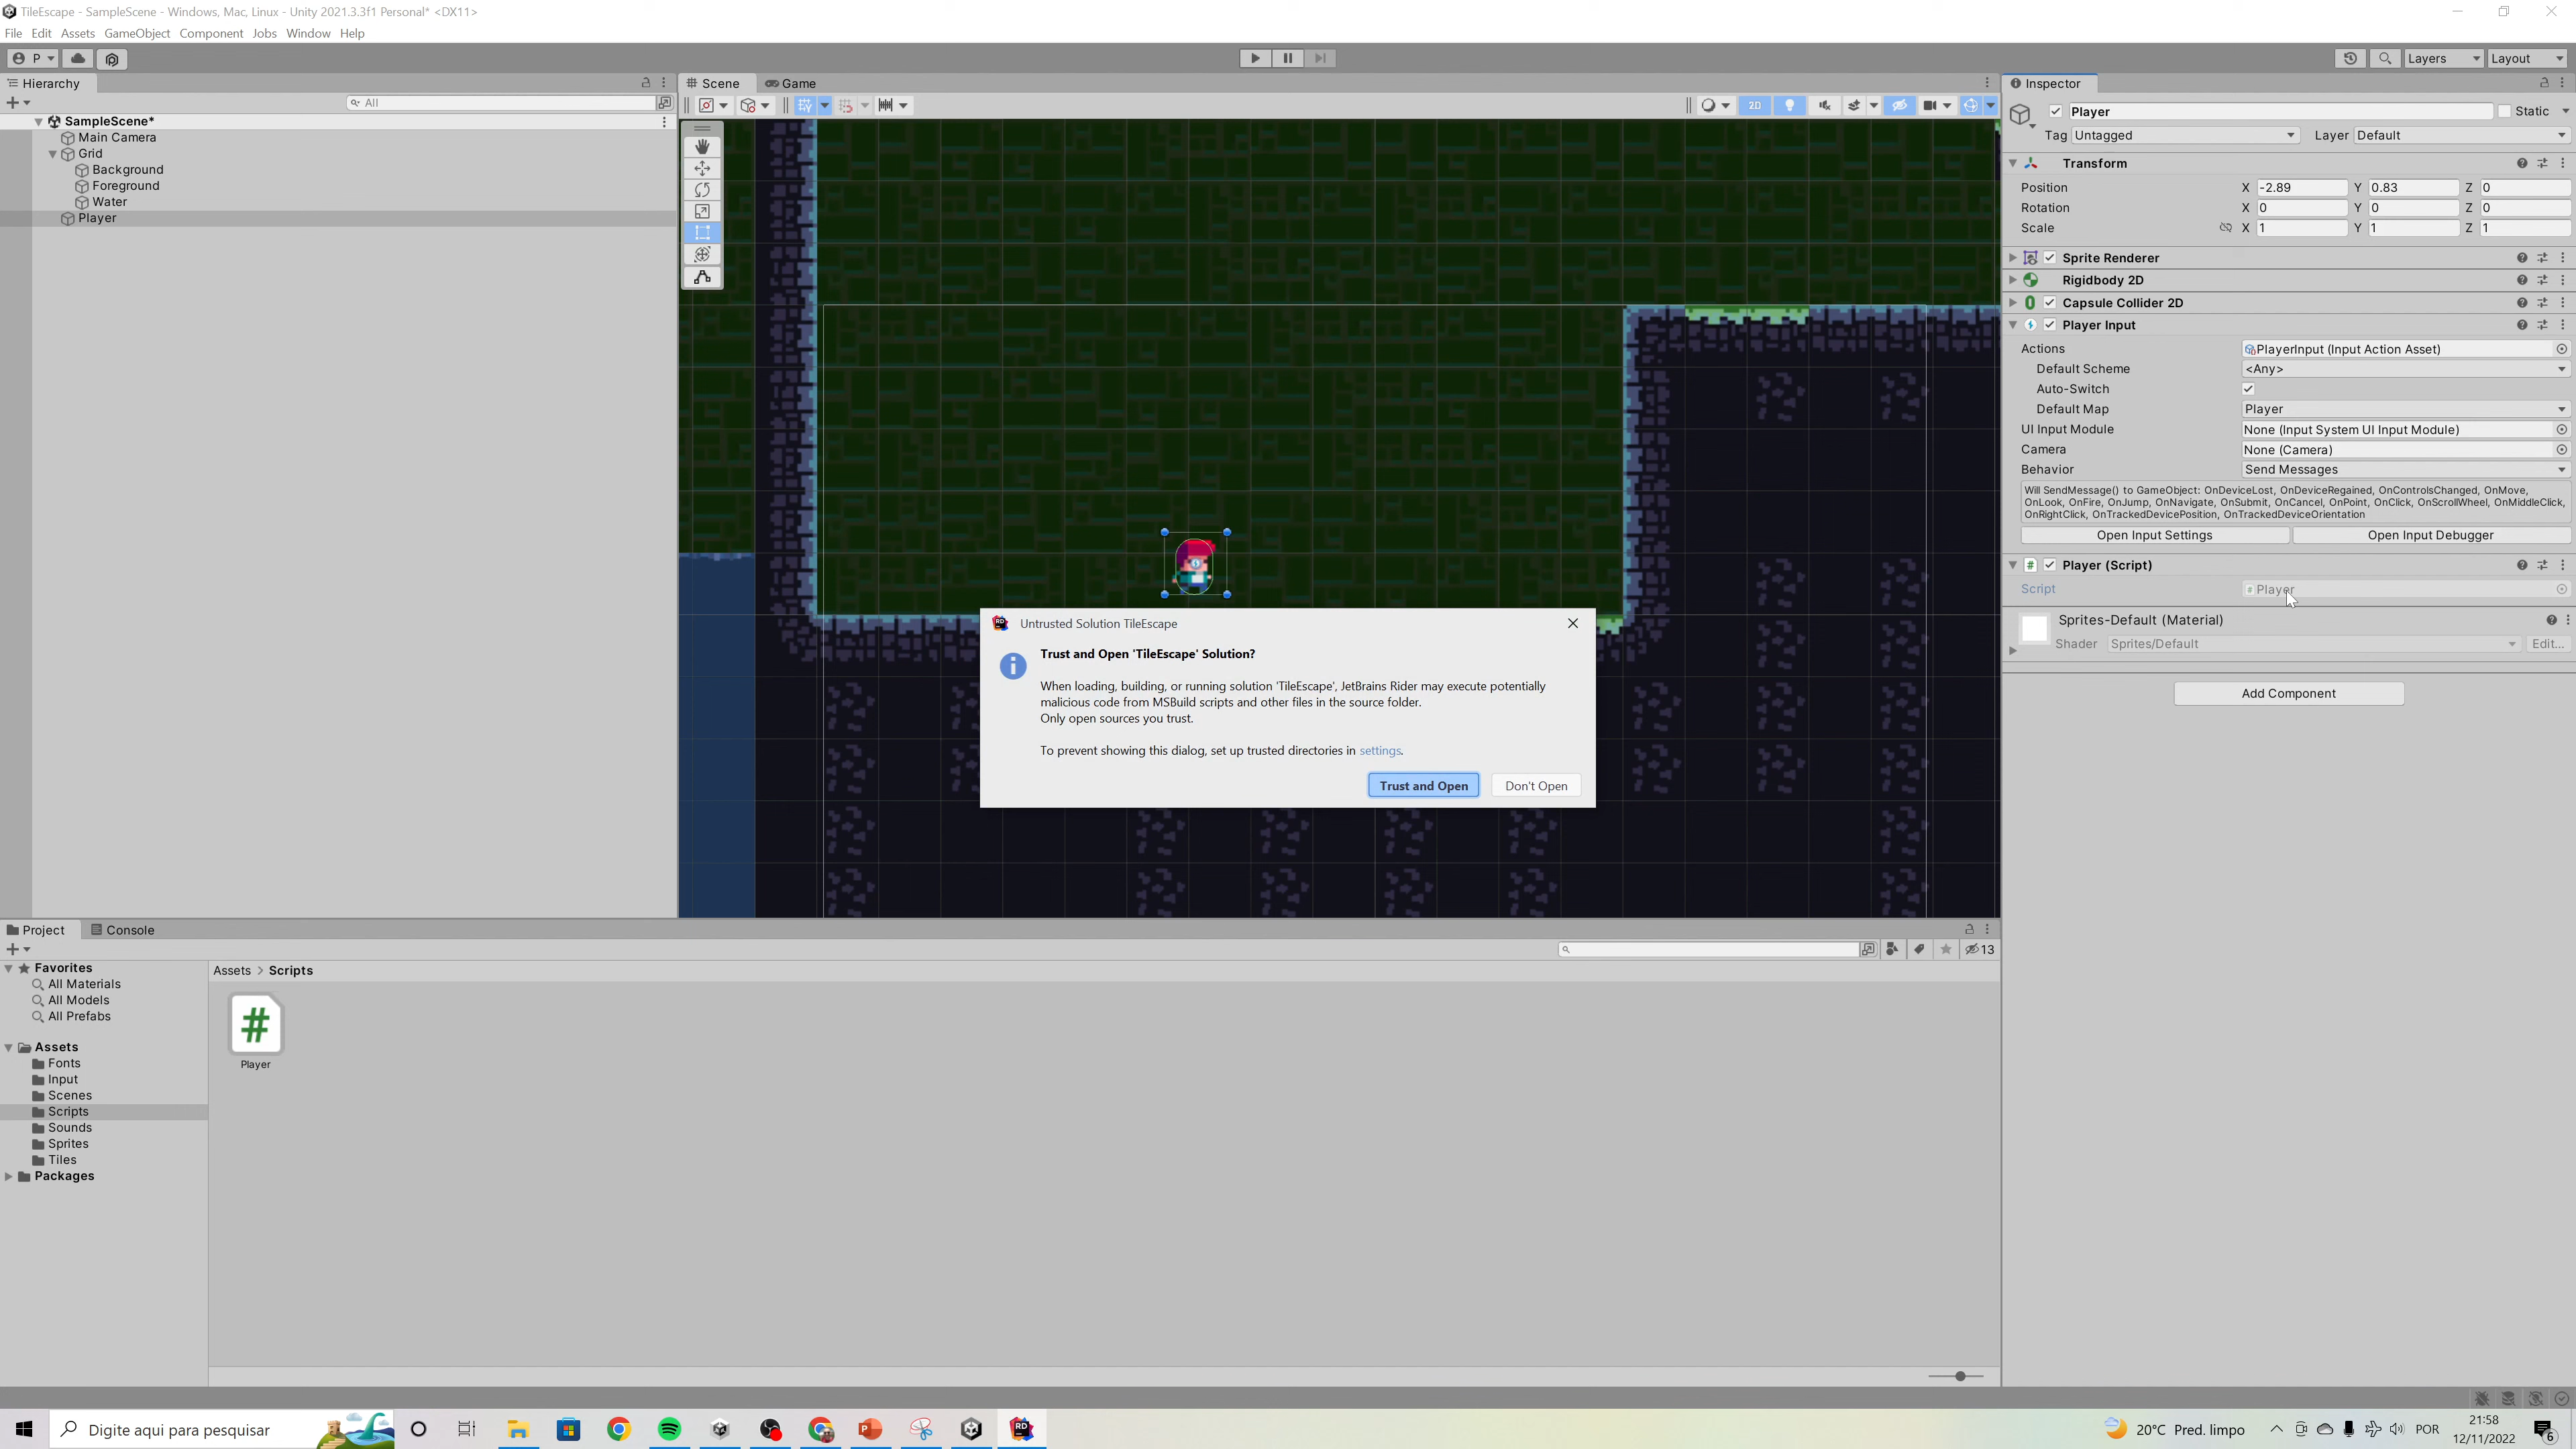 TileEscape - SampleScene - Windows, Mac, Linux - Unity 2021.3.3f1 Personal* <DX11>
File Edit Assets GameObject Component Jobs Window Help
P
Layers
Layout
Hierarchy
All
SampleScene*
Main Camera
Grid
Background
Foreground
Water
Player
Scene
Game
2D
Untrusted Solution TileEscape
Trust and Open 'TileEscape' Solution?
When loading, building, or running solution 'TileEscape', JetBrains Rider may execute potentially
malicious code from MSBuild scripts and other files in the source folder.
Only open sources you trust.
To prevent showing this dialog, set up trusted directories in settings.
Trust and Open
Don't Open
Inspector
Player
Static
Tag Untagged
Layer Default
Transform
Position X -2.89 Y 0.83 Z 0
Rotation X 0 Y 0 Z 0
Scale X 1 Y 1 Z 1
Sprite Renderer
Rigidbody 2D
Capsule Collider 2D
Player Input
Actions PlayerInput (Input Action Asset)
Default Scheme <Any>
Auto-Switch
Default Map Player
UI Input Module None (Input System UI Input Module)
Camera None (Camera)
Behavior Send Messages
Will SendMessage() to GameObject: OnDeviceLost, OnDeviceRegained, OnControlsChanged, OnMove,
OnLook, OnFire, OnJump, OnNavigate, OnSubmit, OnCancel, OnPoint, OnClick, OnScrollWheel, OnMiddleClick,
OnRightClick, OnTrackedDevicePosition, OnTrackedDeviceOrientation
Open Input Settings
Open Input Debugger
# Player (Script)
Script # Player
Sprites-Default (Material)
Shader Sprites/Default Edit...
Add Component
Project
Console
13
Favorites
All Materials
All Models
All Prefabs
Assets
Fonts
Input
Scenes
Scripts
Sounds
Sprites
Tiles
Packages
Assets > Scripts
#
Player
Digite aqui para pesquisar
RD
20°C Pred. limpo
POR
21:58
12/11/2022
6